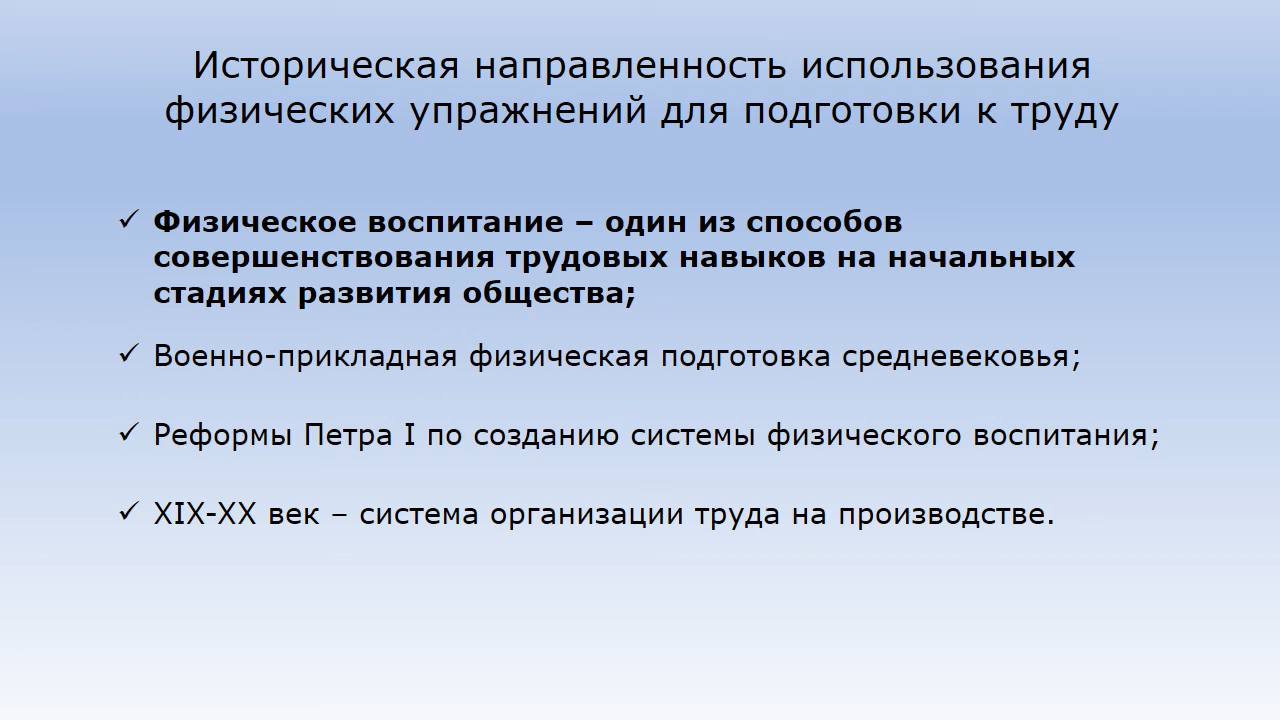 Историческая направленность использования
физических упражнений для подготовки к труду
✓ Физическое воспитание – один из способов
совершенствования трудовых навыков на начальных
стадиях развития общества;
✓ Военно-прикладная физическая подготовка средневековья;
✓ Реформы Петра I по созданию системы физического воспитания;
✓ XIX-XX век – система организации труда на производстве.